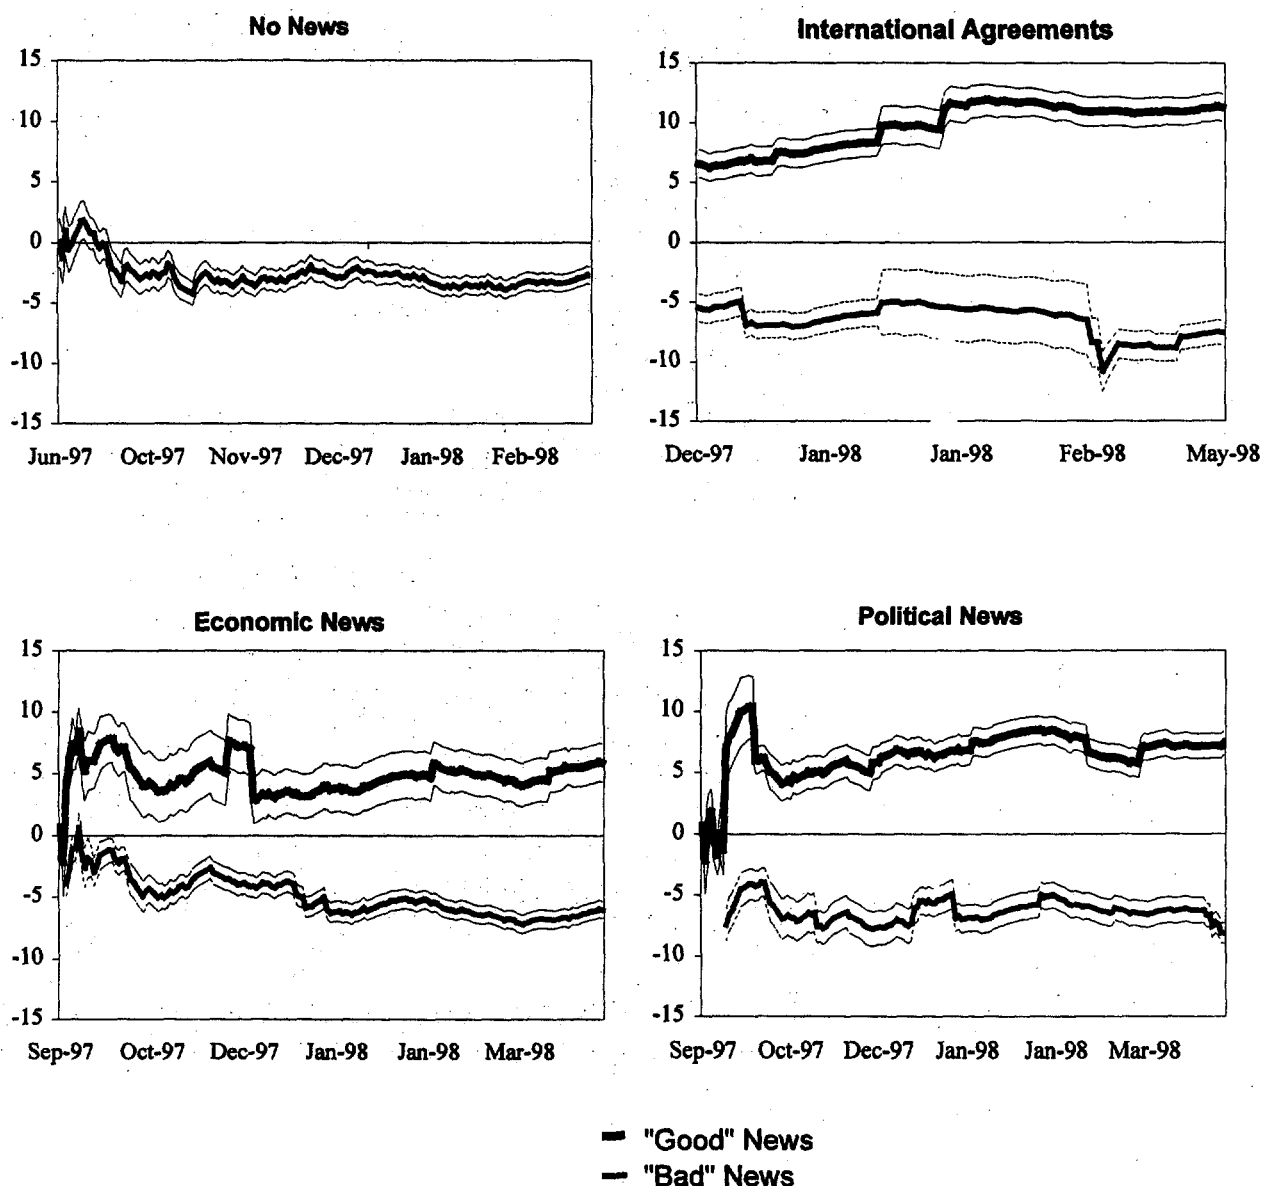 No News
15
10
5
0
-5
-10
-15
Jun-97 Oct-97 Nov-97 Dec-97 Jan-98 Feb-98
International Agreements
15
10
5
0
-5
-10
-15
Dec-97 Jan-98 Jan-98 Feb-98 May-98
Economic News
15
10
5
0
-5
-10
-15
Sep-97 Oct-97 Dec-97 Jan-98 Jan-98 Mar-98
Political News
15
10
5
0
-5
-10
-15
Sep-97 Oct-97 Dec-97 Jan-98 Jan-98 Mar-98
"Good" News
"Bad" News